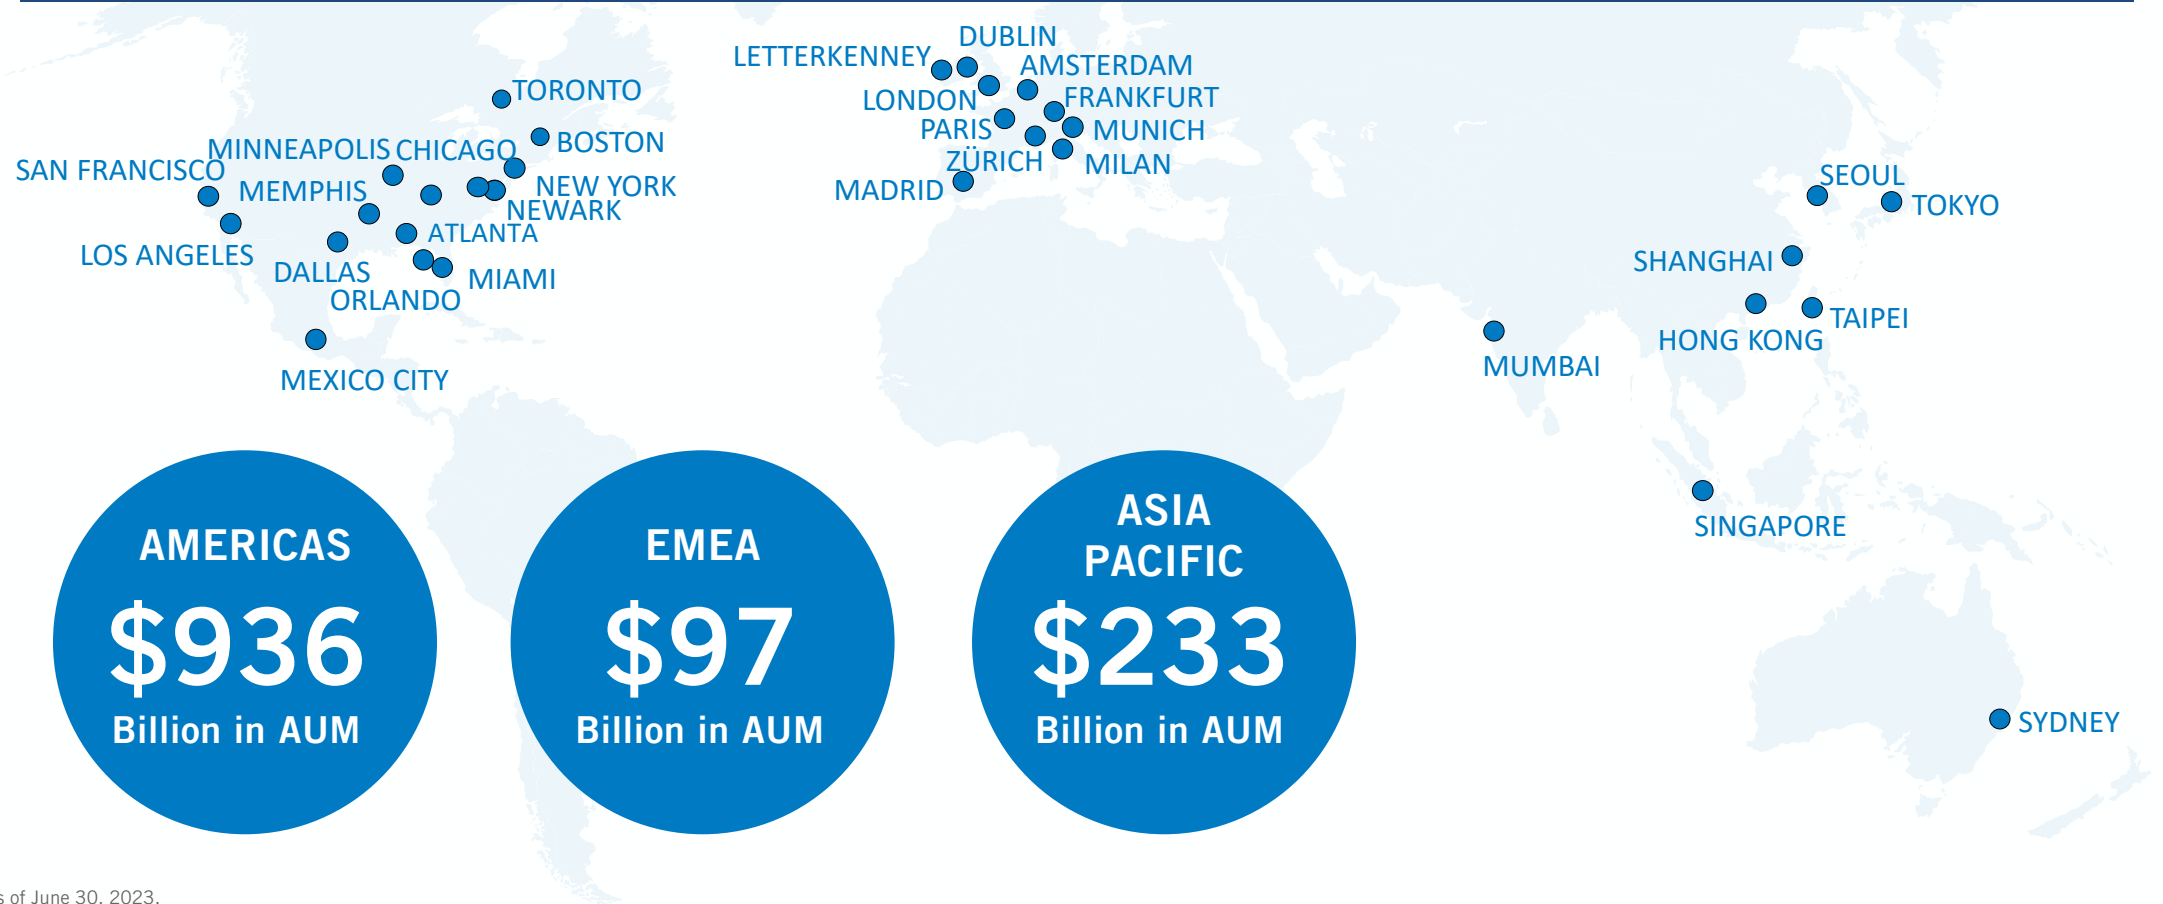 DUBLIN
LETTERKENNEY
AMSTERDAM
TORONTO
LONDON
FRANKFURT
PARIS
MUNICH
BOSTON
MINNEAPOLIS
CHICAGO
ZÜRICH
MILAN
SAN FRANCISCO
MEMPHIS
NEW YORK
MADRID
SEOUL
TOKYO
NEWARK
ATLANTA
LOS ANGELES
DALLAS
MIAMI
ORLANDO
SHANGHAI
TAIPEI
HONG KONG
MUMBAI
MEXICO CITY
SINGAPORE
SYDNEY
AMERICAS
$936
Billion in AUM
EMEA
$97
Billion in AUM
ASIA
PACIFIC
$233
Billion in AUM
s of June 30, 2023.